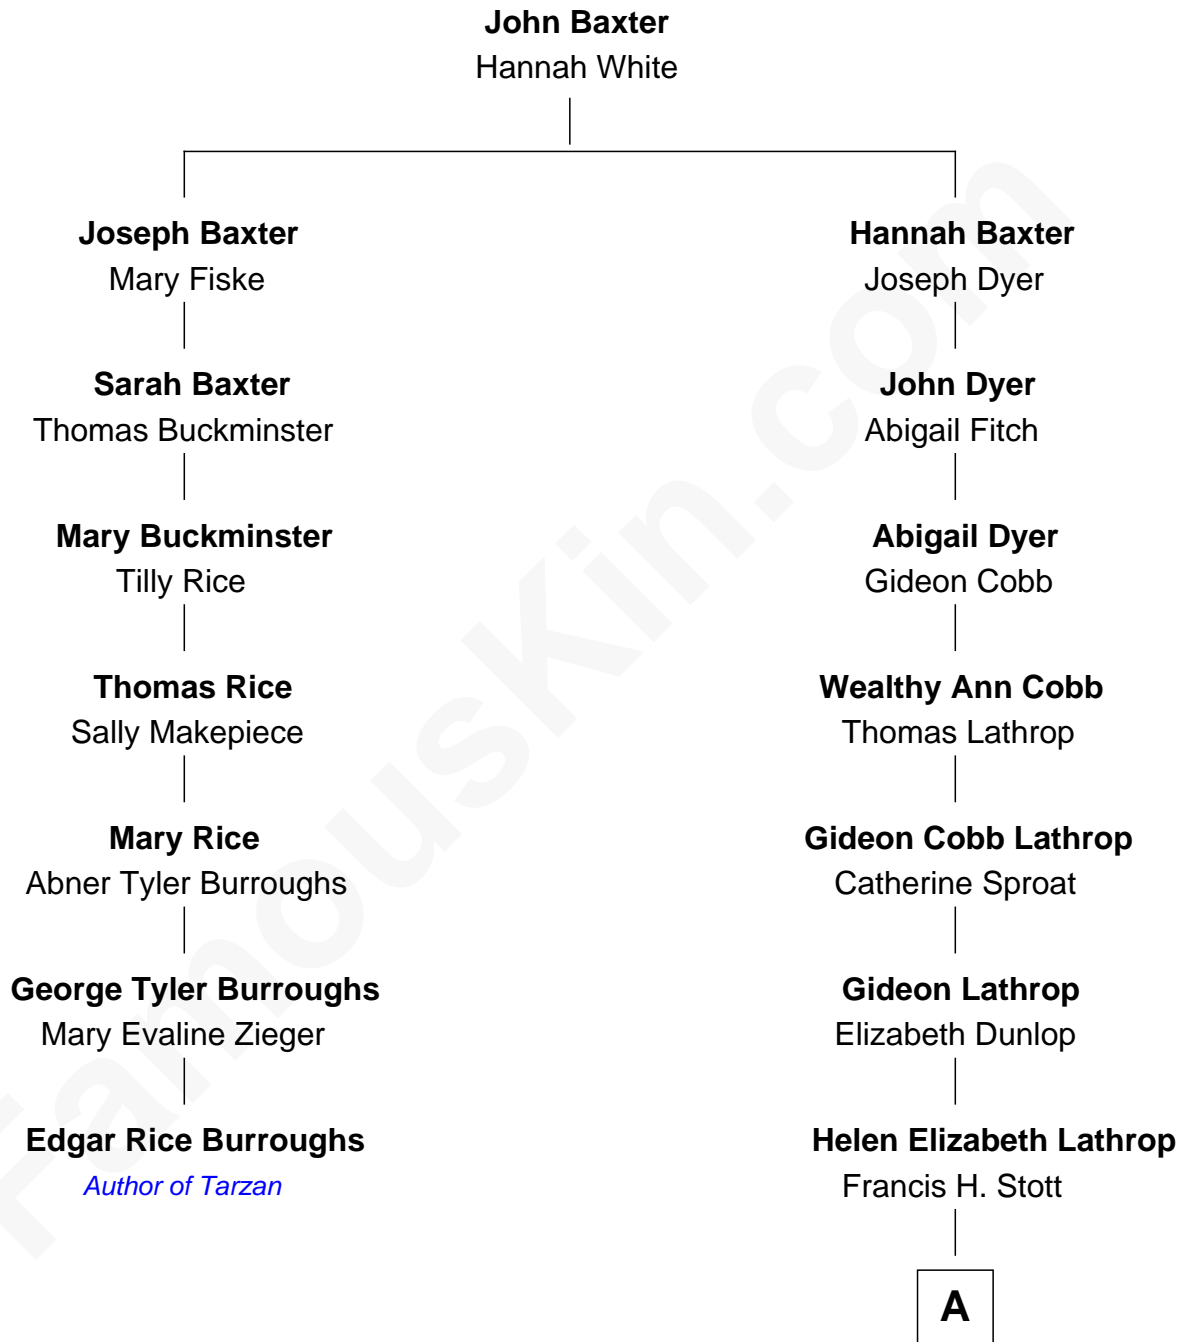 John Baxter
Hannah White
Joseph Baxter
Mary Fiske
Hannah Baxter
Joseph Dyer
Sarah Baxter
Thomas Buckminster
John Dyer
Abigail Fitch
Mary Buckminster
Tilly Rice
Abigail Dyer
Gideon Cobb
Thomas Rice
Sally Makepiece
Wealthy Ann Cobb
Thomas Lathrop
Mary Rice
Abner Tyler Burroughs
Gideon Cobb Lathrop
Catherine Sproat
George Tyler Burroughs
Mary Evaline Zieger
Gideon Lathrop
Elizabeth Dunlop
Edgar Rice Burroughs
Author of Tarzan
Helen Elizabeth Lathrop
Francis H. Stott
A
FamousKin.com